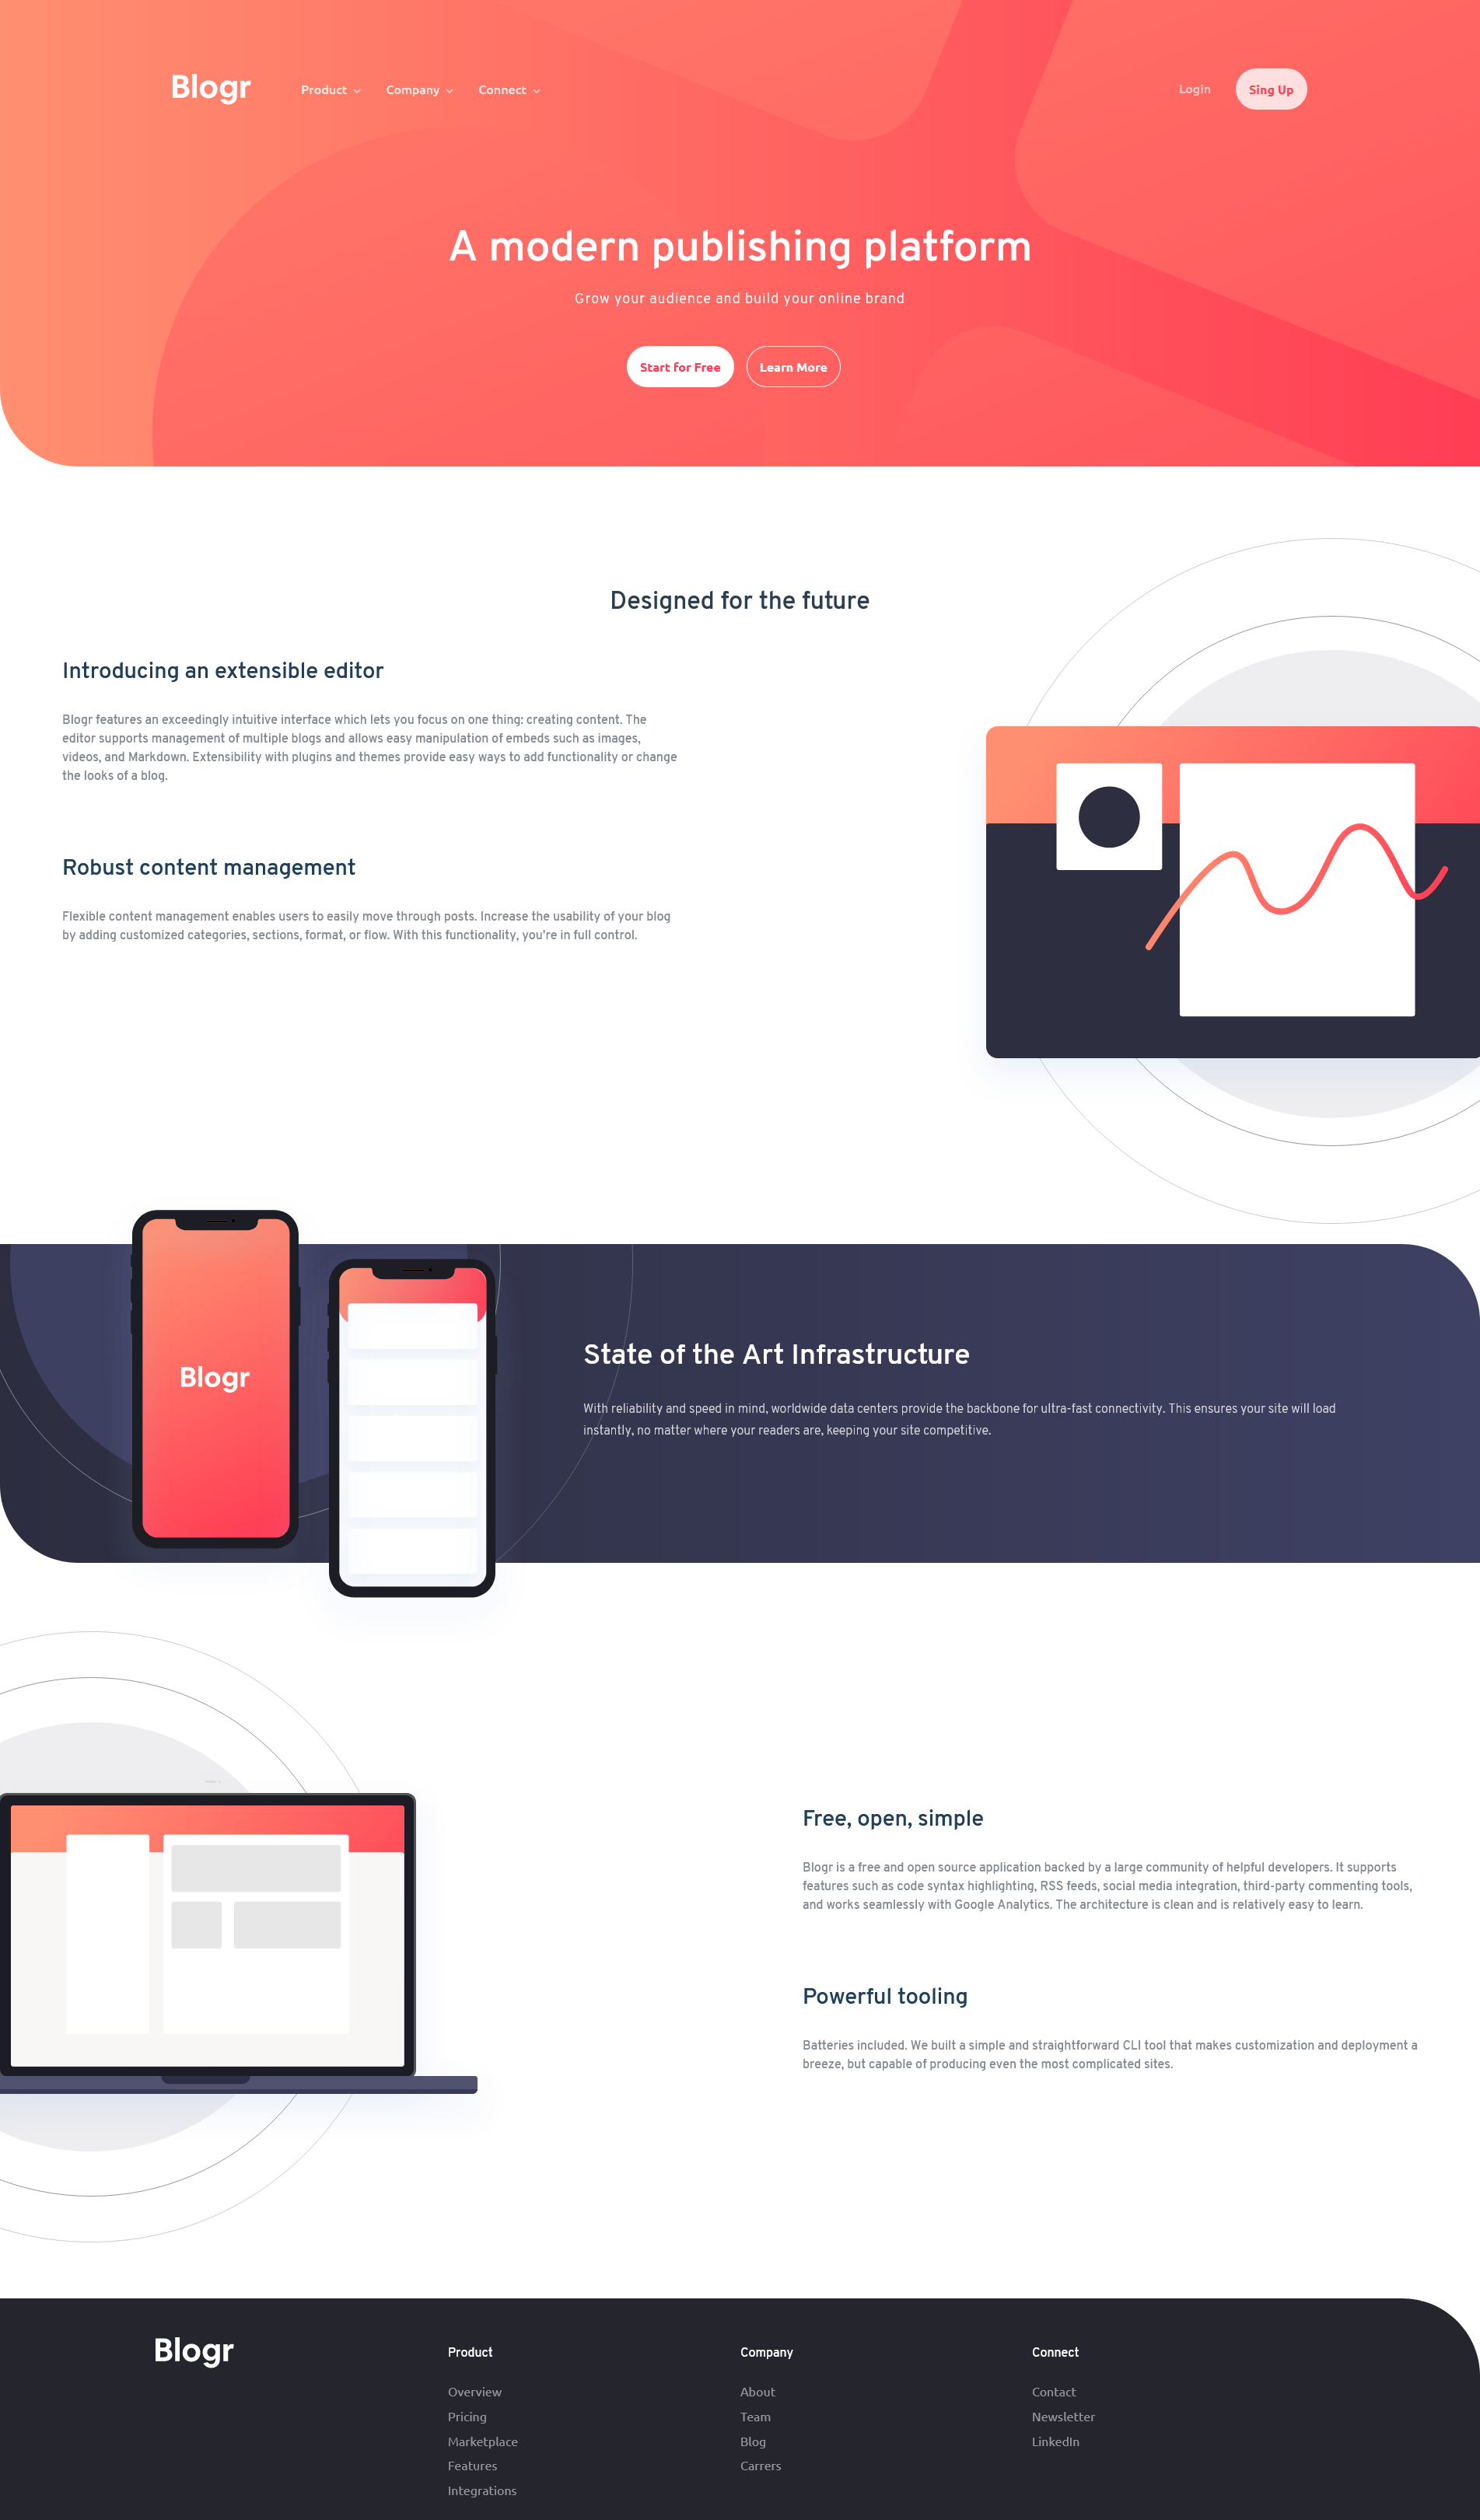 Blogr
Product
Company
Connect
Login
Sing Up
A modern publishing platform
Grow your audience and build your online brand
Start for Free
Learn More
Designed for the future
Introducing an extensible editor
Blogr features an exceedingly intuitive interface which lets you focus on one thing: creating content. The
editor supports management of multiple blogs and allows easy manipulation of embeds such as images,
videos, and Markdown. Extensibility with plugins and themes provide easy ways to add functionality or change
the looks of a blog.
Robust content management
Flexible content management enables users to easily move through posts. Increase the usability of your blog
by adding customized categories, sections, format, or flow. With this functionality, you're in full control.
Blogr
State of the Art Infrastructure
With reliability and speed in mind, worldwide data centers provide the backbone for ultra-fast connectivity. This ensures your site will load
instantly, no matter where your readers are, keeping your site competitive.
Free, open, simple
Blogr is a free and open source application backed by a large community of helpful developers. It supports
features such as code syntax highlighting, RSS feeds, social media integration, third-party commenting tools,
and works seamlessly with Google Analytics. The architecture is clean and is relatively easy to learn.
Powerful tooling
Batteries included. We built a simple and straightforward CLI tool that makes customization and deployment a
breeze, but capable of producing even the most complicated sites.
Blogr
Product
Overview
Pricing
Marketplace
Features
Integrations
Company
About
Team
Blog
Carrers
Connect
Contact
Newsletter
LinkedIn